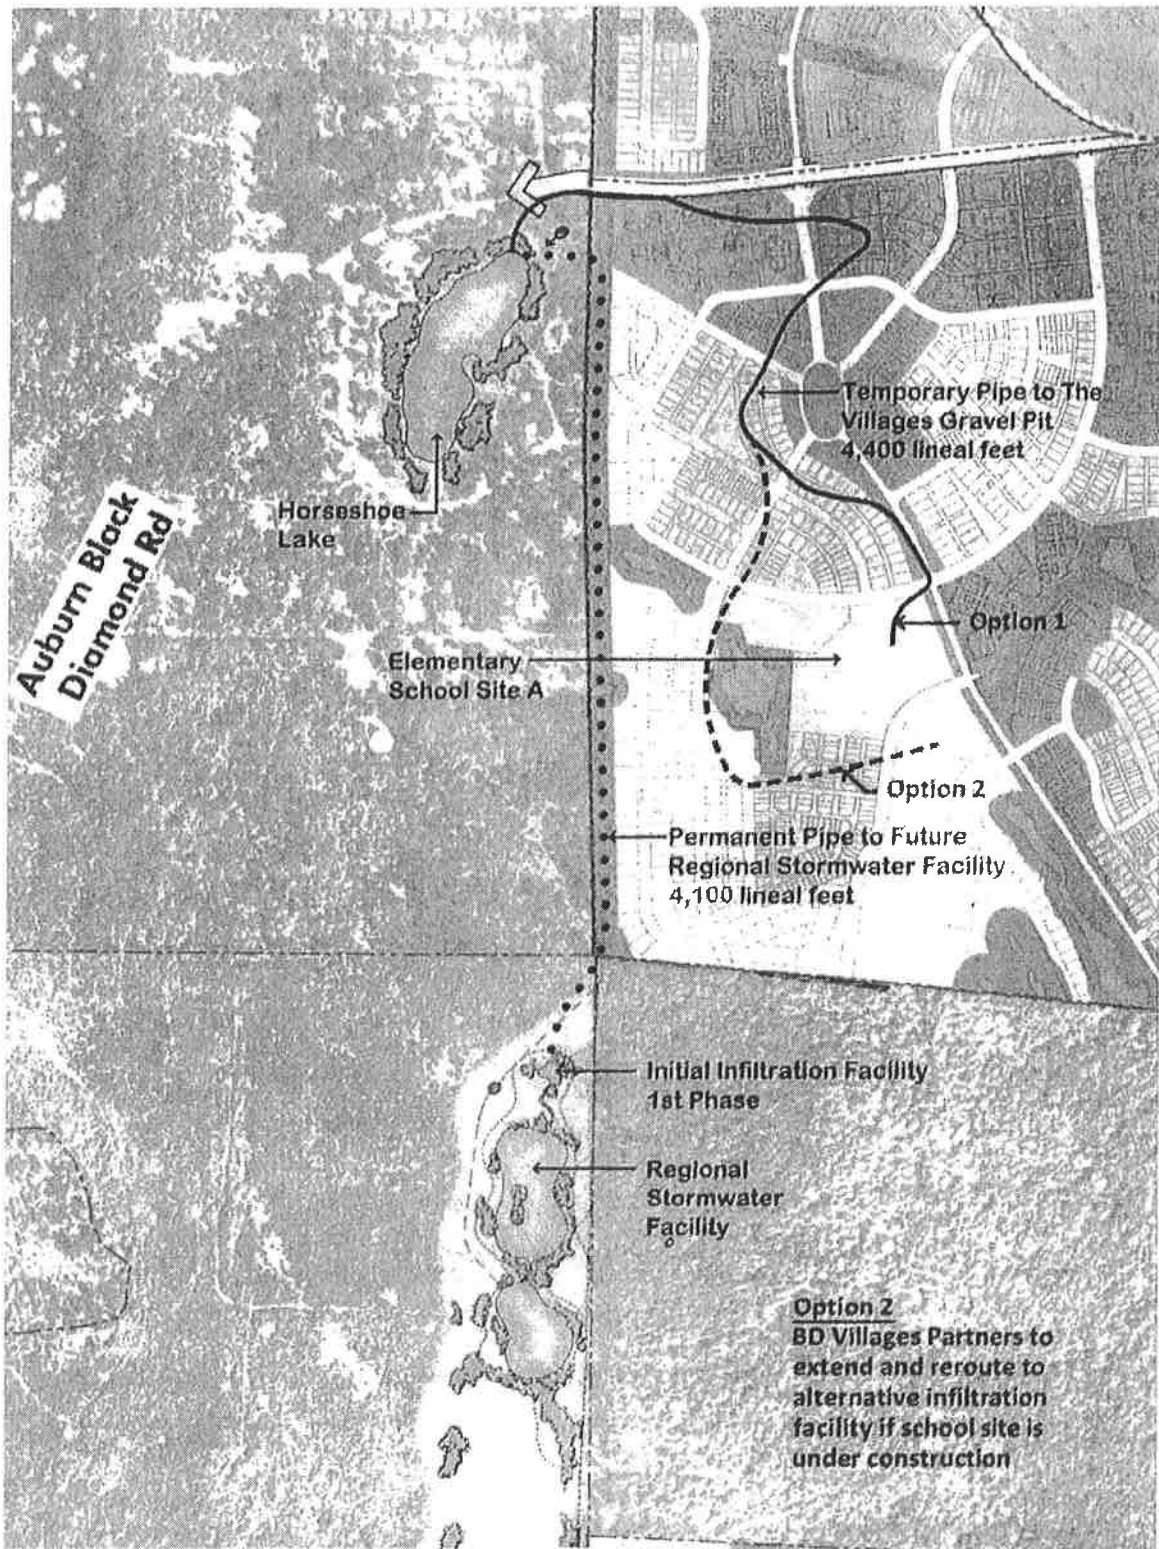 Temporary Pipe to The
Villages Gravel Pit
4,400 lineal feet
Horseshoe
Lake
Auburn Black
Diamond Rd
Option 1
Elementary
School Site A
Option 2
Permanent Pipe to Future
Regional Stormwater Facility
4,100 lineal feet
Initial Infiltration Facility
1st Phase
Regional
Stormwater
Facility
Option 2
BD Villages Partners to
extend and reroute to
alternative infiltration
facility if school site is
under construction